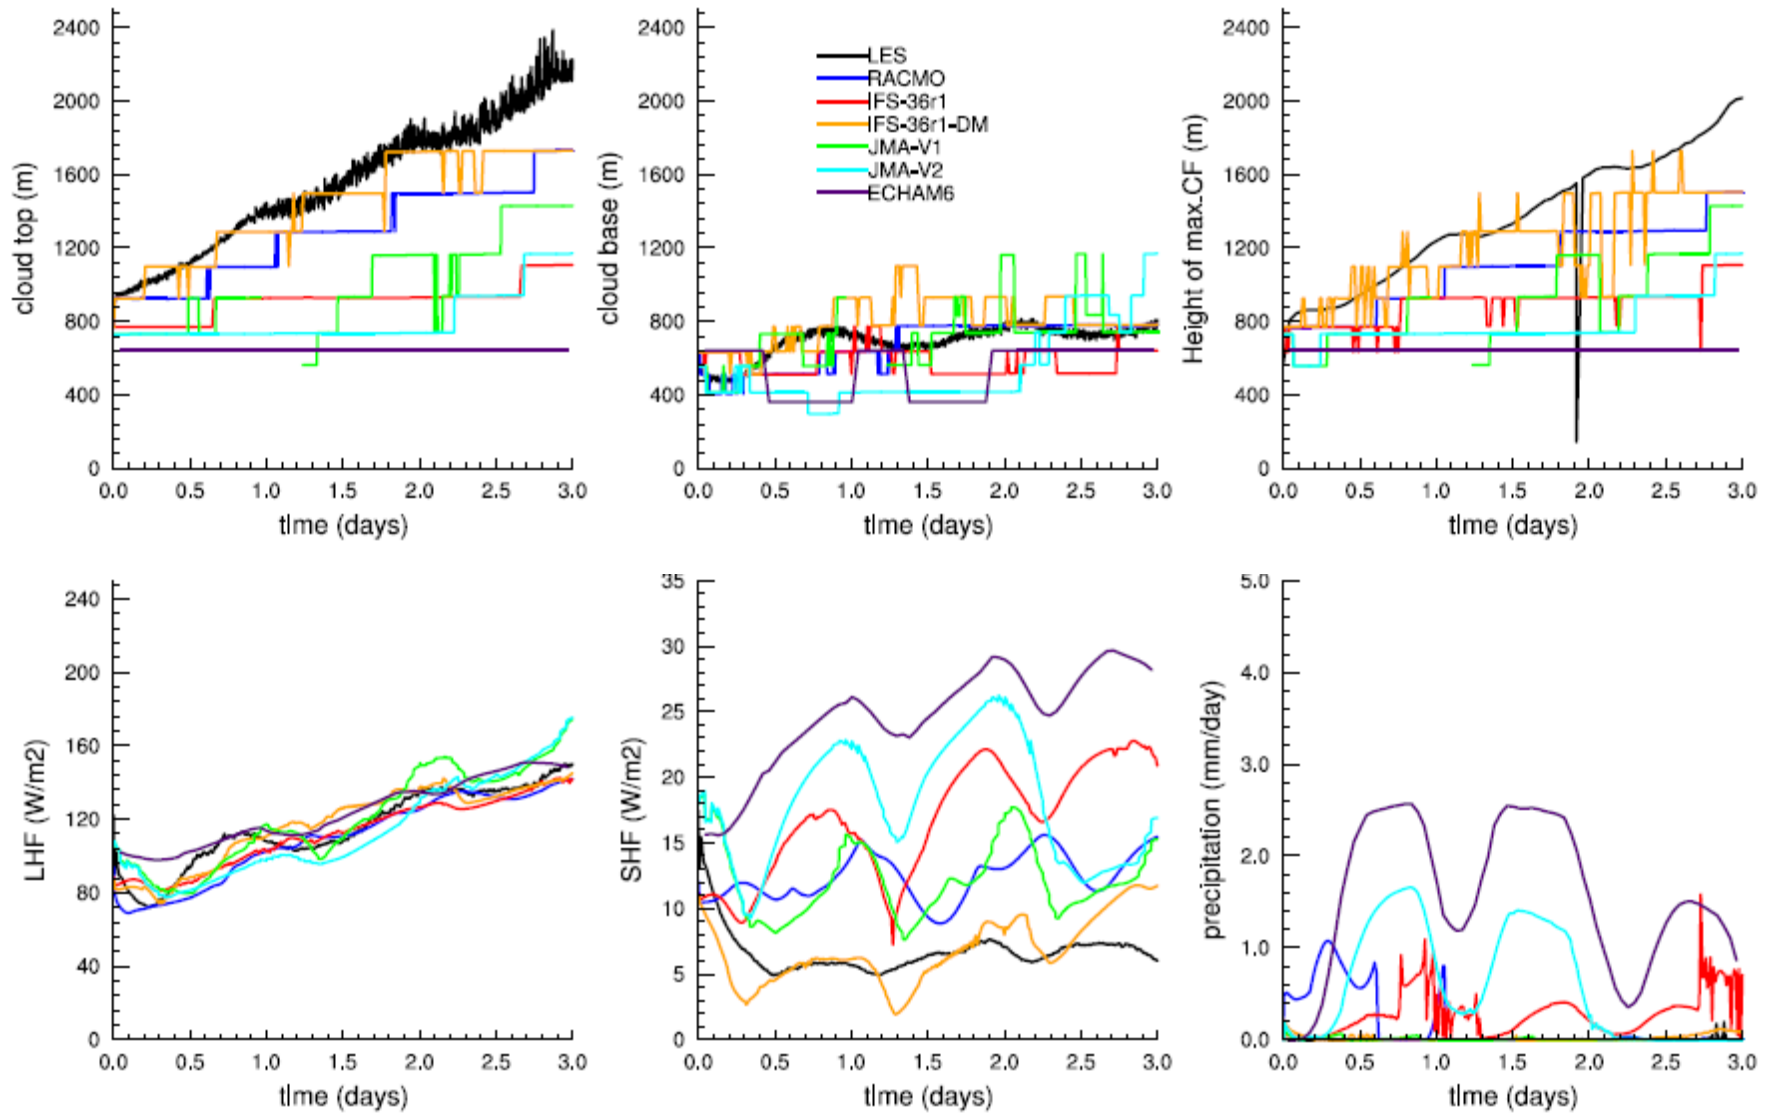 2400
2000
1600
1200
800
400
0
cloud top (m)
0.0 0.5 1.0 1.5 2.0 2.5 3.0
tIme (days)
2400
2000
1600
1200
800
400
0
cloud base (m)
LES
RACMO
IFS-36r1
IFS-36r1-DM
JMA-V1
JMA-V2
ECHAM6
0.0 0.5 1.0 1.5 2.0 2.5 3.0
tIme (days)
2400
2000
1600
1200
800
400
0
Height of max.CF (m)
0.0 0.5 1.0 1.5 2.0 2.5 3.0
tIme (days)
240
200
160
120
80
40
0
LHF (W/m2)
0.0 0.5 1.0 1.5 2.0 2.5 3.0
tIme (days)
35
30
25
20
15
10
5
0
SHF (W/m2)
0.0 0.5 1.0 1.5 2.0 2.5 3.0
tIme (days)
5.0
4.0
3.0
2.0
1.0
0.0
precipitation (mm/day)
0.0 0.5 1.0 1.5 2.0 2.5 3.0
tIme (days)